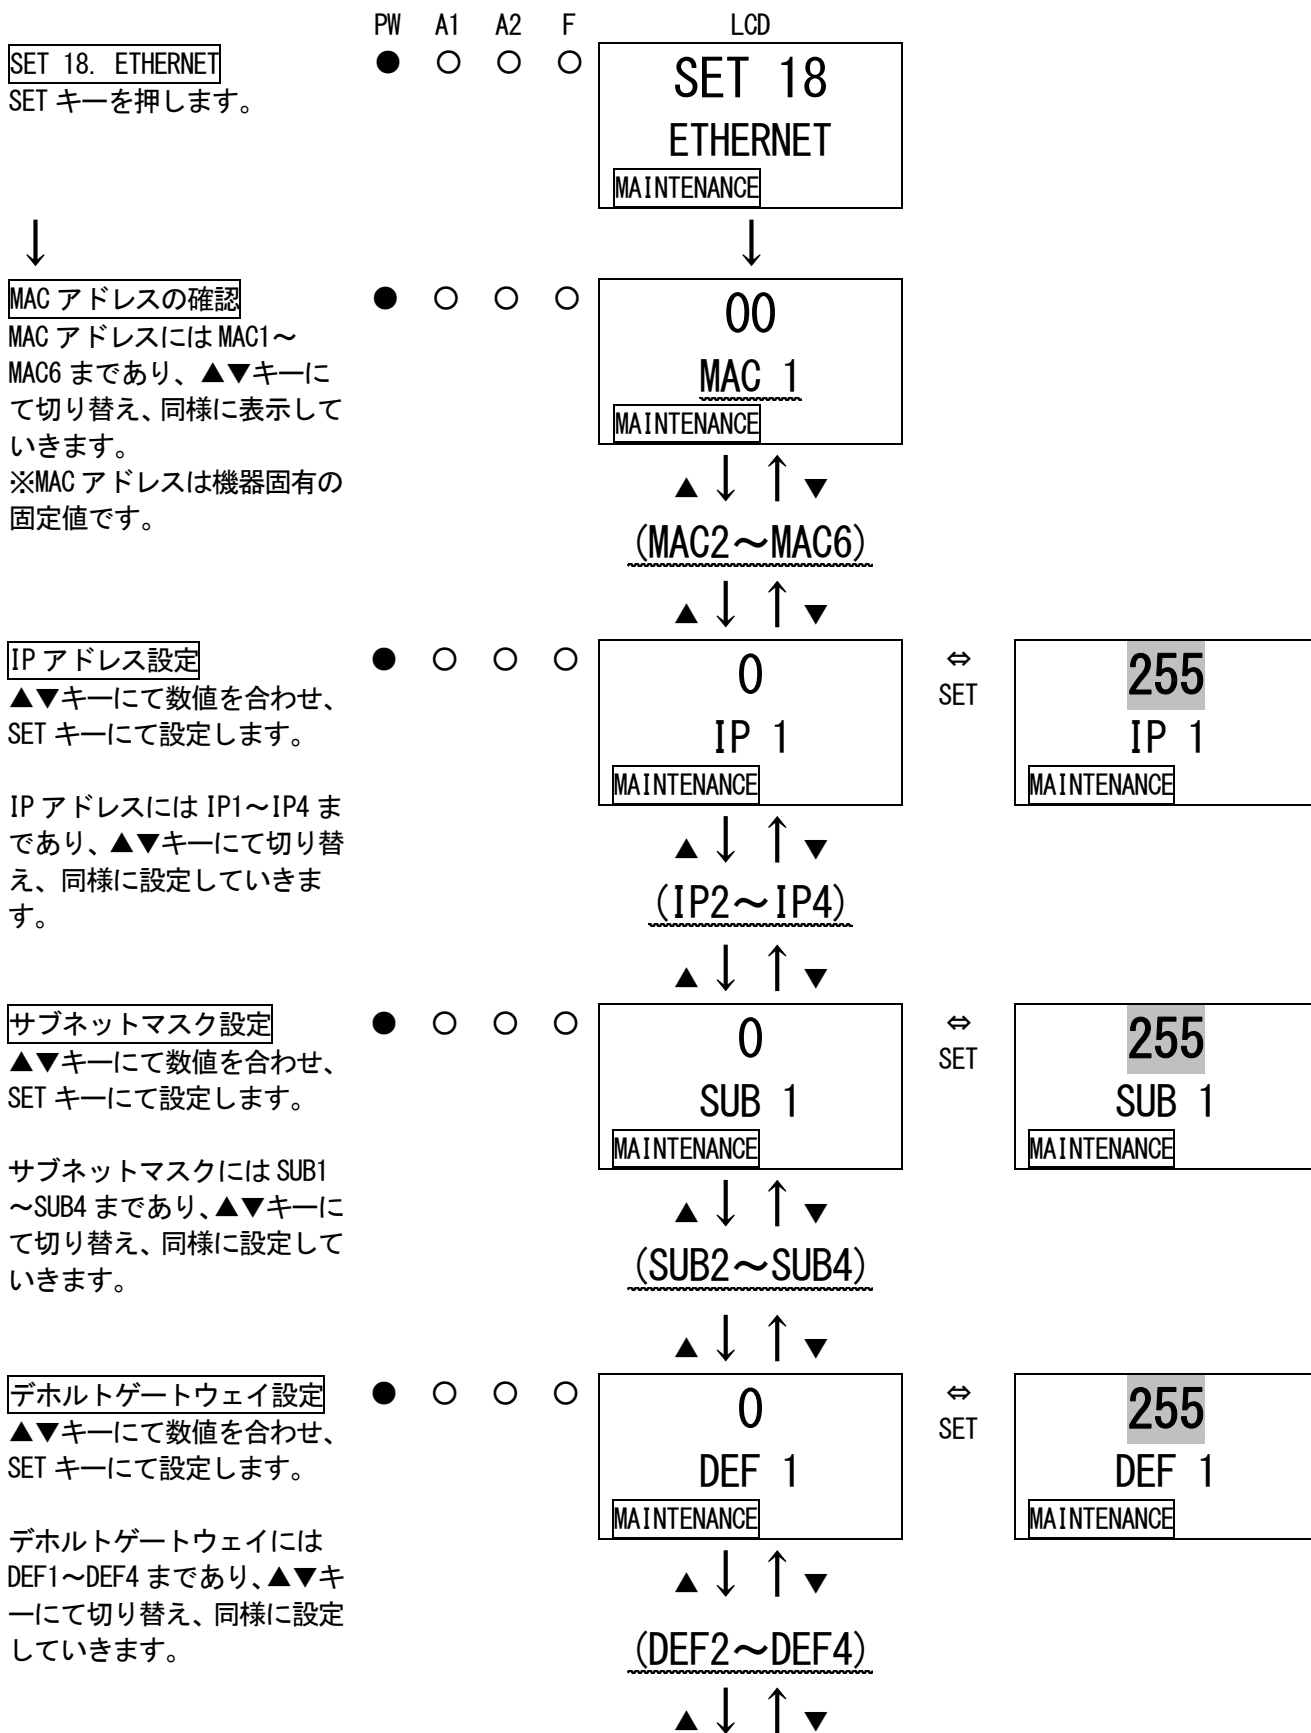 PW A1 A2 F LCD
SET 18. ETHERNET ● ○ ○ ○
SET キーを押します。
SET 18
ETHERNET
MAINTENANCE
↓ ↓
MAC アドレスの確認 ● ○ ○ ○
MAC アドレスには MAC1～
MAC6 まであり、▲▼キーに
て切り替え、同様に表示して
いきます。
※MAC アドレスは機器固有の
固定値です。
00
MAC 1
MAINTENANCE
▲ ↓ ↑ ▼
(MAC2～MAC6)
▲ ↓ ↑ ▼
IP アドレス設定 ● ○ ○ ○
▲▼キーにて数値を合わせ、
SET キーにて設定します。
IP アドレスには IP1～IP4 ま
であり、▲▼キーにて切り替
え、同様に設定していきま
す。
0
IP 1
MAINTENANCE
⇔
SET
255
IP 1
MAINTENANCE
▲ ↓ ↑ ▼
(IP2～IP4)
▲ ↓ ↑ ▼
サブネットマスク設定 ● ○ ○ ○
▲▼キーにて数値を合わせ、
SET キーにて設定します。
サブネットマスクには SUB1
～SUB4 まであり、▲▼キーに
て切り替え、同様に設定して
いきます。
0
SUB 1
MAINTENANCE
⇔
SET
255
SUB 1
MAINTENANCE
▲ ↓ ↑ ▼
(SUB2～SUB4)
▲ ↓ ↑ ▼
デホルトゲートウェイ設定 ● ○ ○ ○
▲▼キーにて数値を合わせ、
SET キーにて設定します。
デホルトゲートウェイには
DEF1～DEF4 まであり、▲▼キ
ーにて切り替え、同様に設定
していきます。
0
DEF 1
MAINTENANCE
⇔
SET
255
DEF 1
MAINTENANCE
▲ ↓ ↑ ▼
(DEF2～DEF4)
▲ ↓ ↑ ▼